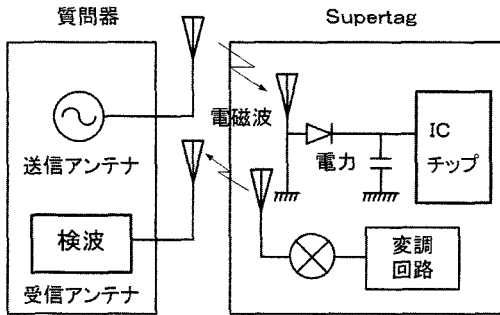 質問器
Supertag
送信アンテナ
電磁波
電力
IC
チップ
検波
受信アンテナ
変調
回路